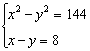 x² − y² = 144
x − y = 8